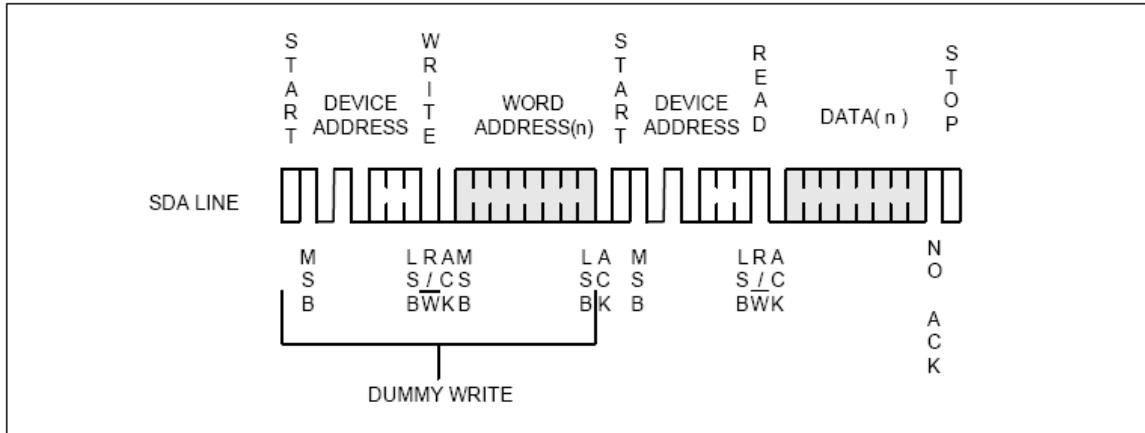 START
WRITE
START
READ
STOP
DEVICE
ADDRESS
WORD
ADDRESS(n)
DEVICE
ADDRESS
DATA( n )
SDA LINE
MSB
LSB
R/W
ACK
MSB
LSB
ACK
MSB
LSB
R/W
ACK
NO ACK
DUMMY WRITE